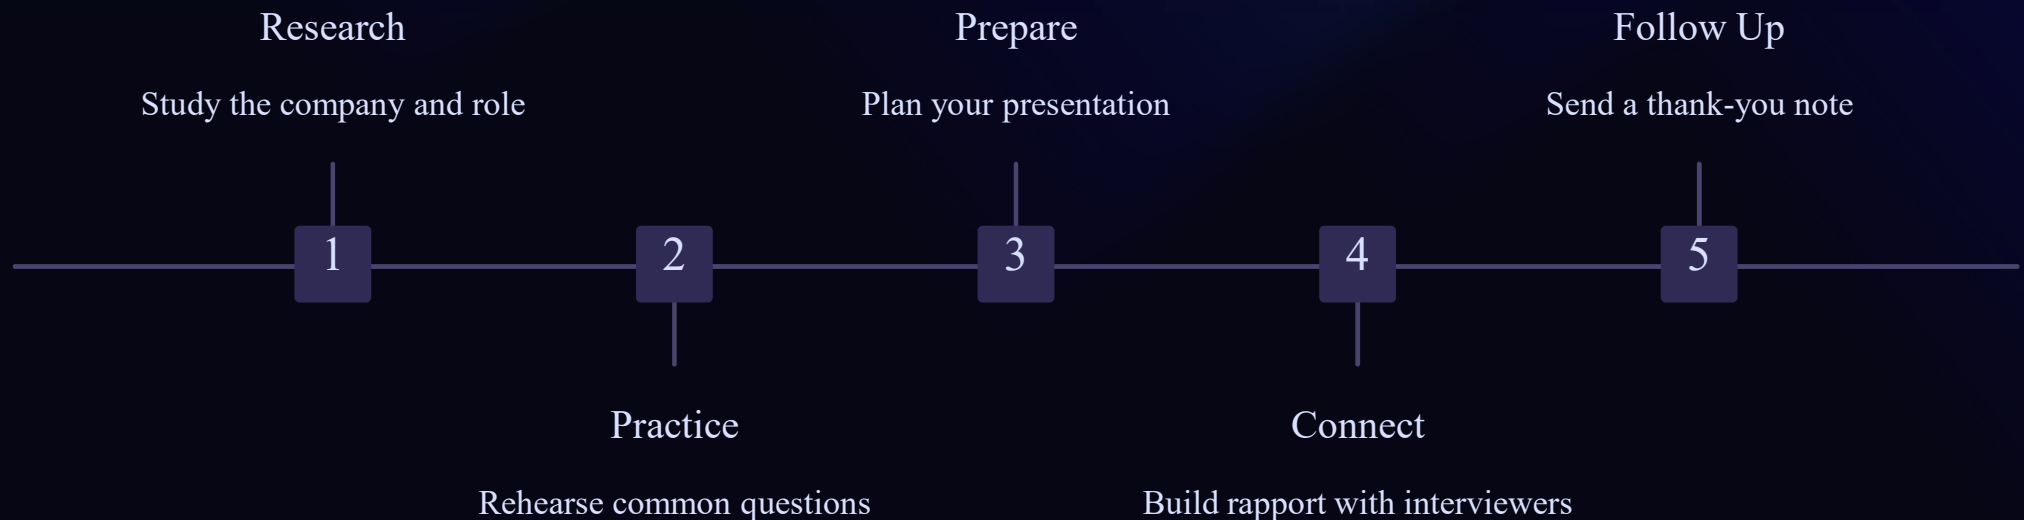 Research
Study the company and role
Prepare
Plan your presentation
Follow Up
Send a thank-you note
1
2
3
4
5
Practice
Rehearse common questions
Connect
Build rapport with interviewers